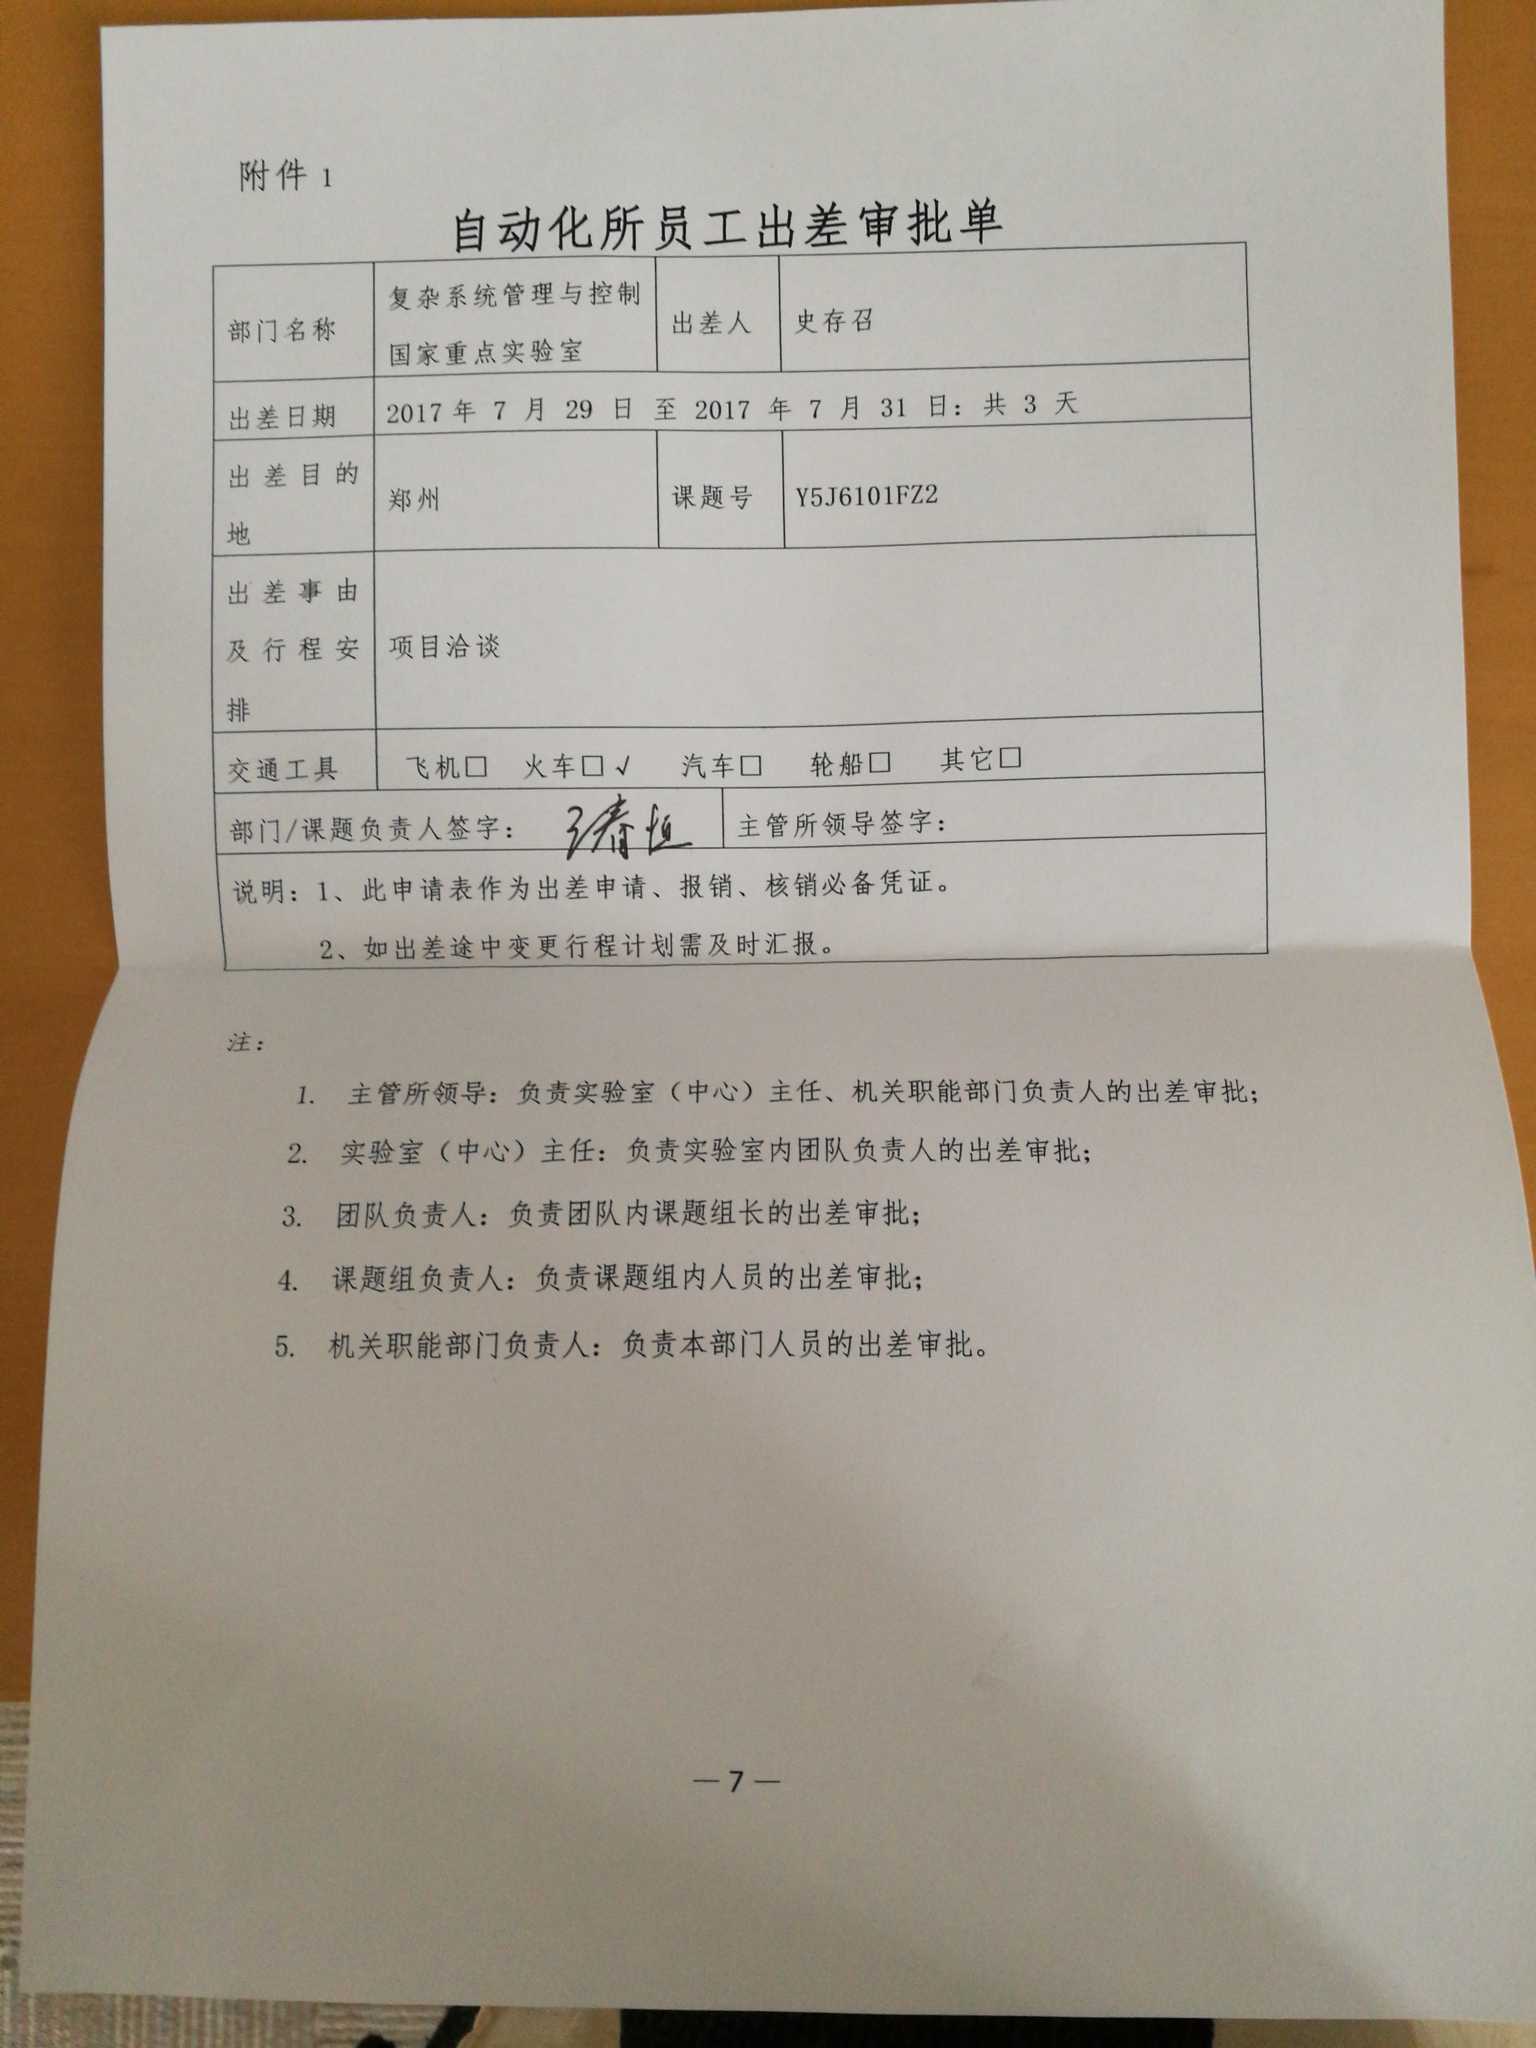 附件 1
自动化所员工出差审批单
部门名称
复杂系统管理与控制
国家重点实验室
出差人
史存召
出差日期
2017年 7 月 29 日 至 2017 年 7 月 31 日：共 3 天
出差目的
地
郑州
课题号
Y5J6101FZ2
出差事由
及行程安
排
项目洽谈
交通工具
飞机□ 火车□√ 汽车□ 轮船□ 其它□
部门/课题负责人签字：
主管所领导签字：
说明：1、此申请表作为出差申请、报销、核销必备凭证。
2、如出差途中变更行程计划需及时汇报。
注：
1. 主管所领导：负责实验室（中心）主任、机关职能部门负责人的出差审批；
2. 实验室（中心）主任：负责实验室内团队负责人的出差审批；
3. 团队负责人：负责团队内课题组长的出差审批；
4. 课题组负责人：负责课题组内人员的出差审批；
5. 机关职能部门负责人：负责本部门人员的出差审批。
—7—